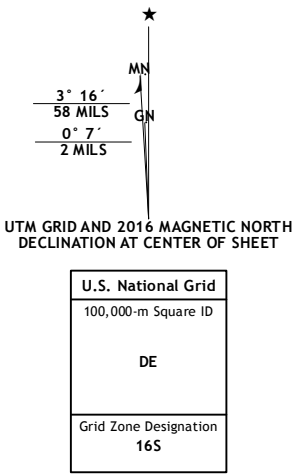 ★
MN
3° 16´
58 MILS
GN
0° 7´
2 MILS
UTM GRID AND 2016 MAGNETIC NORTH
DECLINATION AT CENTER OF SHEET
U.S. National Grid
100,000-m Square ID
DE
Grid Zone Designation
16S